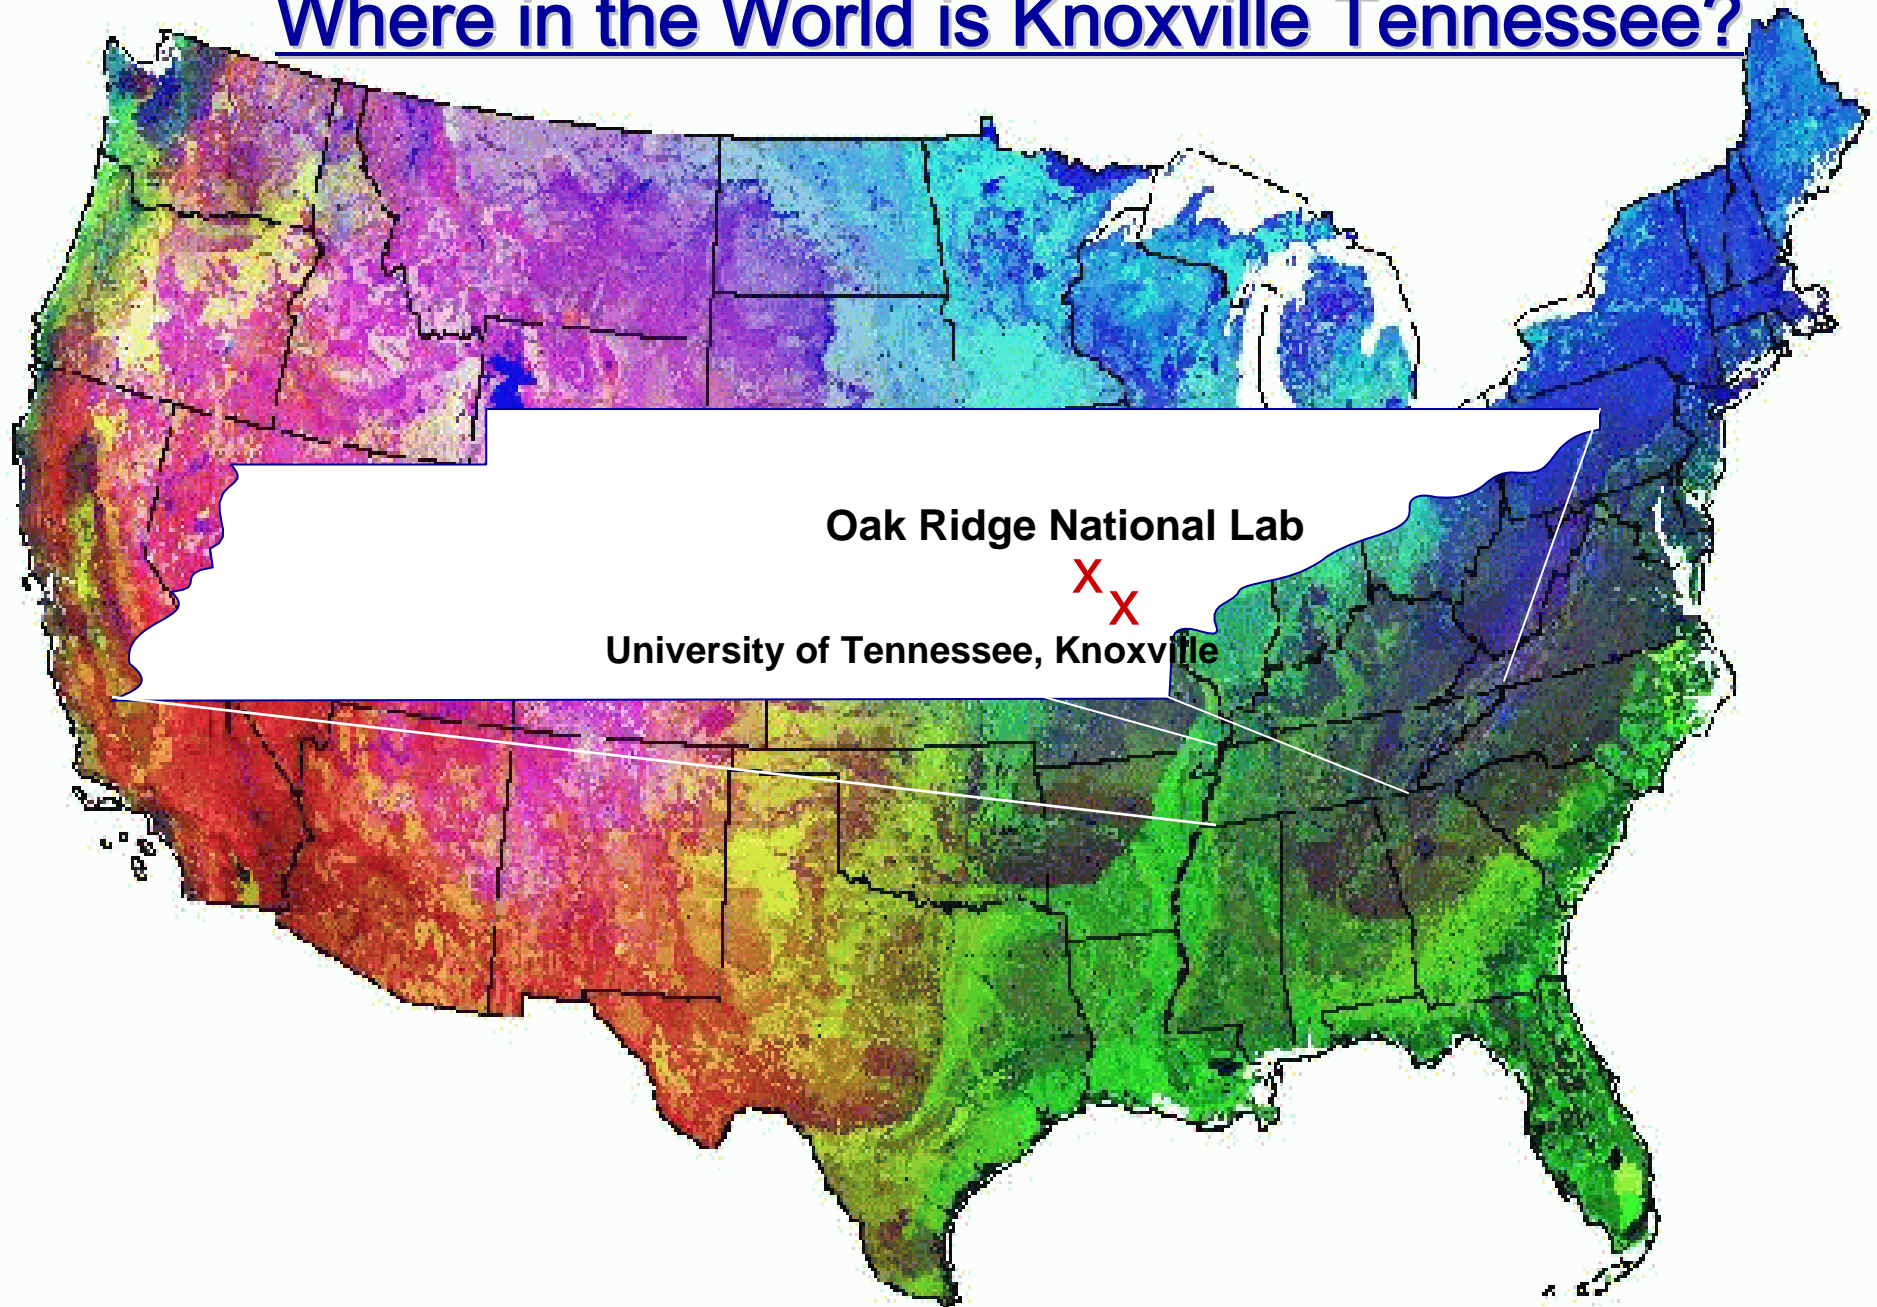 Where in the World is Knoxville Tennessee?
Oak Ridge National Lab
X
X
University of Tennessee, Knoxville